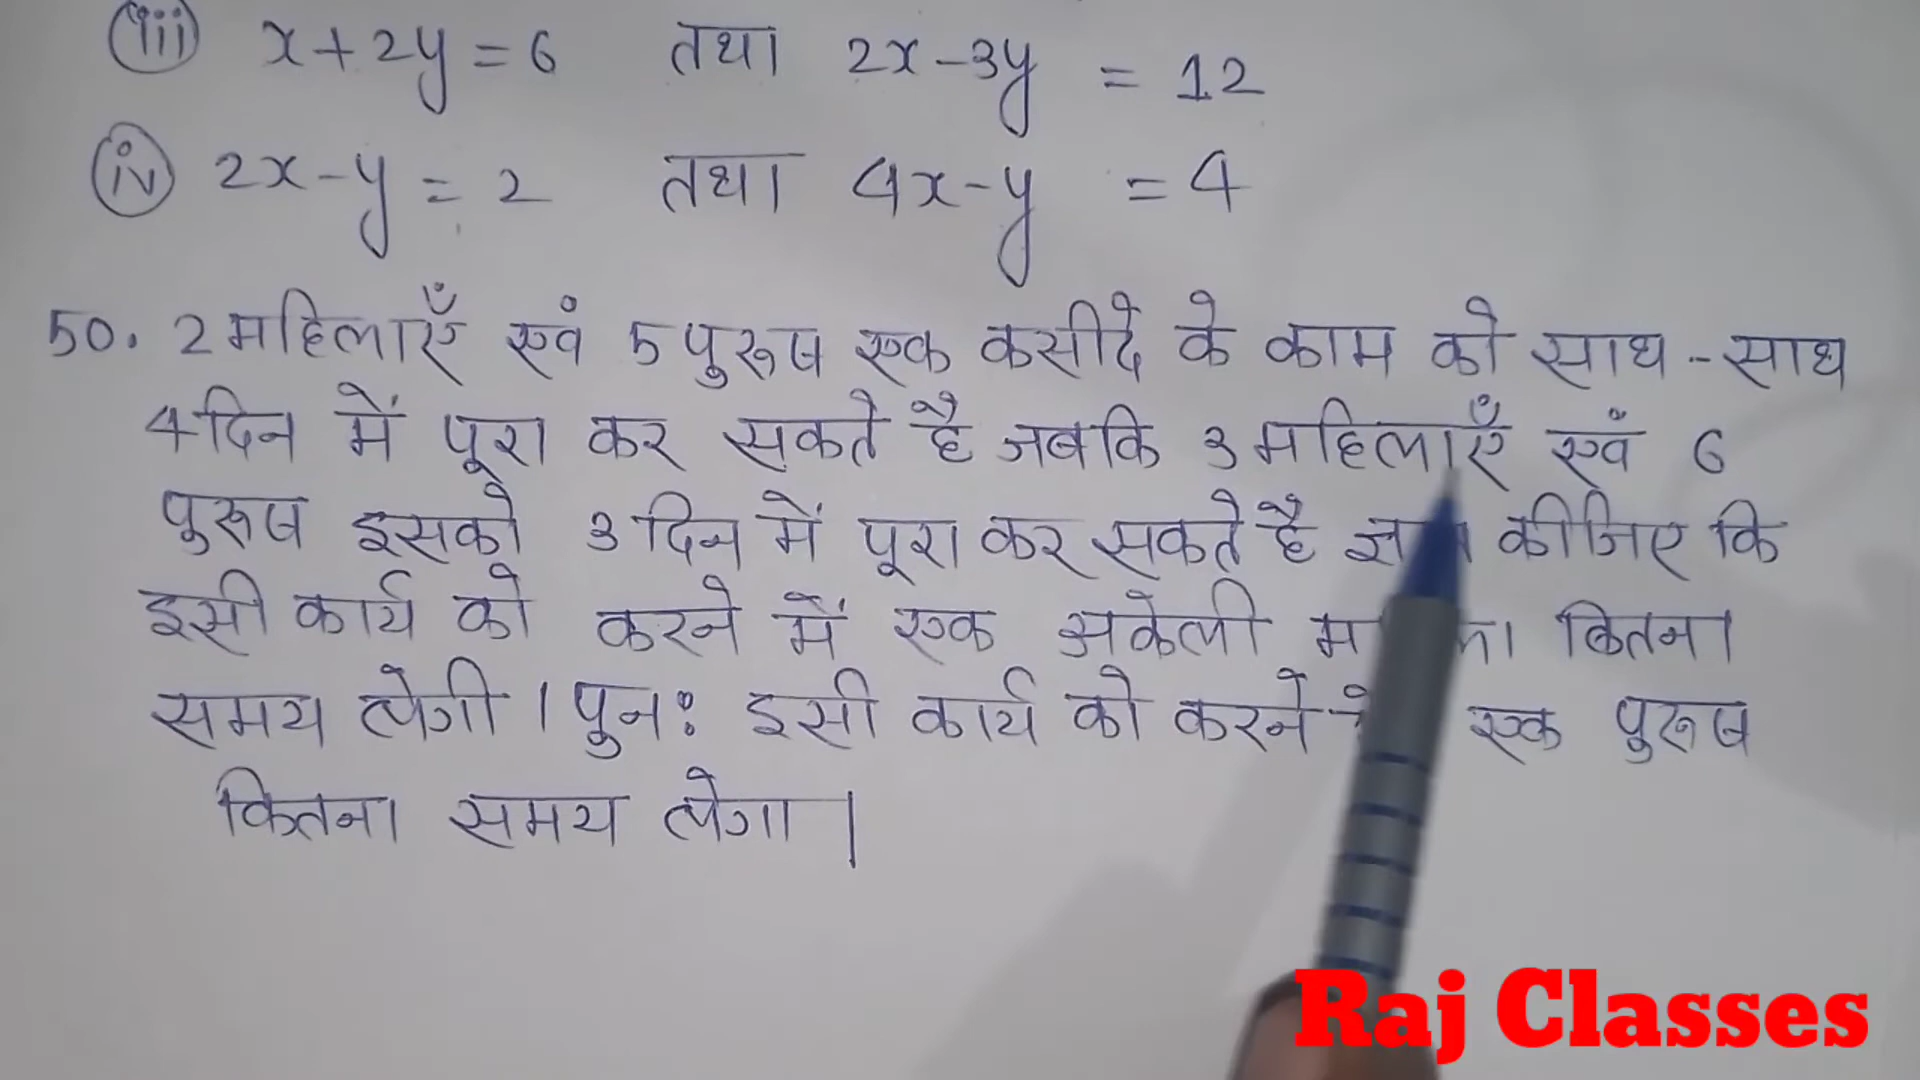 (iii) x+2y=6 तथा 2x-3y = 12
(iv) 2x-y=2 तथा 4x-y =4
50. 2 महिलाएँ एवं 5 पुरूष एक कसीदे के काम को साथ-साथ
4 दिन में पूरा कर सकते है जबकि 3 महिलाएँ एवं 6
पुरूष इसको 3 दिन में पूरा कर सकते है कीजिए कि
इसी कार्य को करने में एक अकेली कितना
समय लेगी। पुनः इसी कार्य को करने एक पुरूष
कितना समय लेगा।
Raj Classes